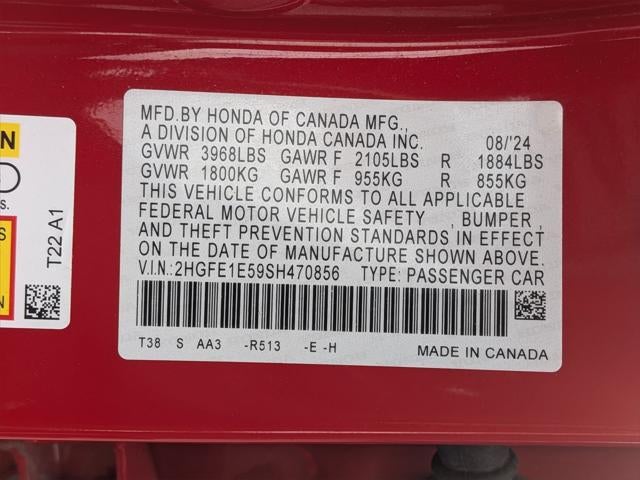 MFD.BY HONDA OF CANADA MFG.,
A DIVISION OF HONDA CANADA INC. 08/'24
GVWR 3968LBS GAWR F 2105LBS R 1884LBS
GVWR 1800KG GAWR F 955KG R 855KG
THIS VEHICLE CONFORMS TO ALL APPLICABLE
FEDERAL MOTOR VEHICLE SAFETY , BUMPER ,
AND THEFT PREVENTION STANDARDS IN EFFECT
ON THE DATE OF MANUFACTURE SHOWN ABOVE.
V.I.N.:2HGFE1E59SH470856 TYPE: PASSENGER CAR
T38 S AA3 -R513 -E -H MADE IN CANADA
T22 A1